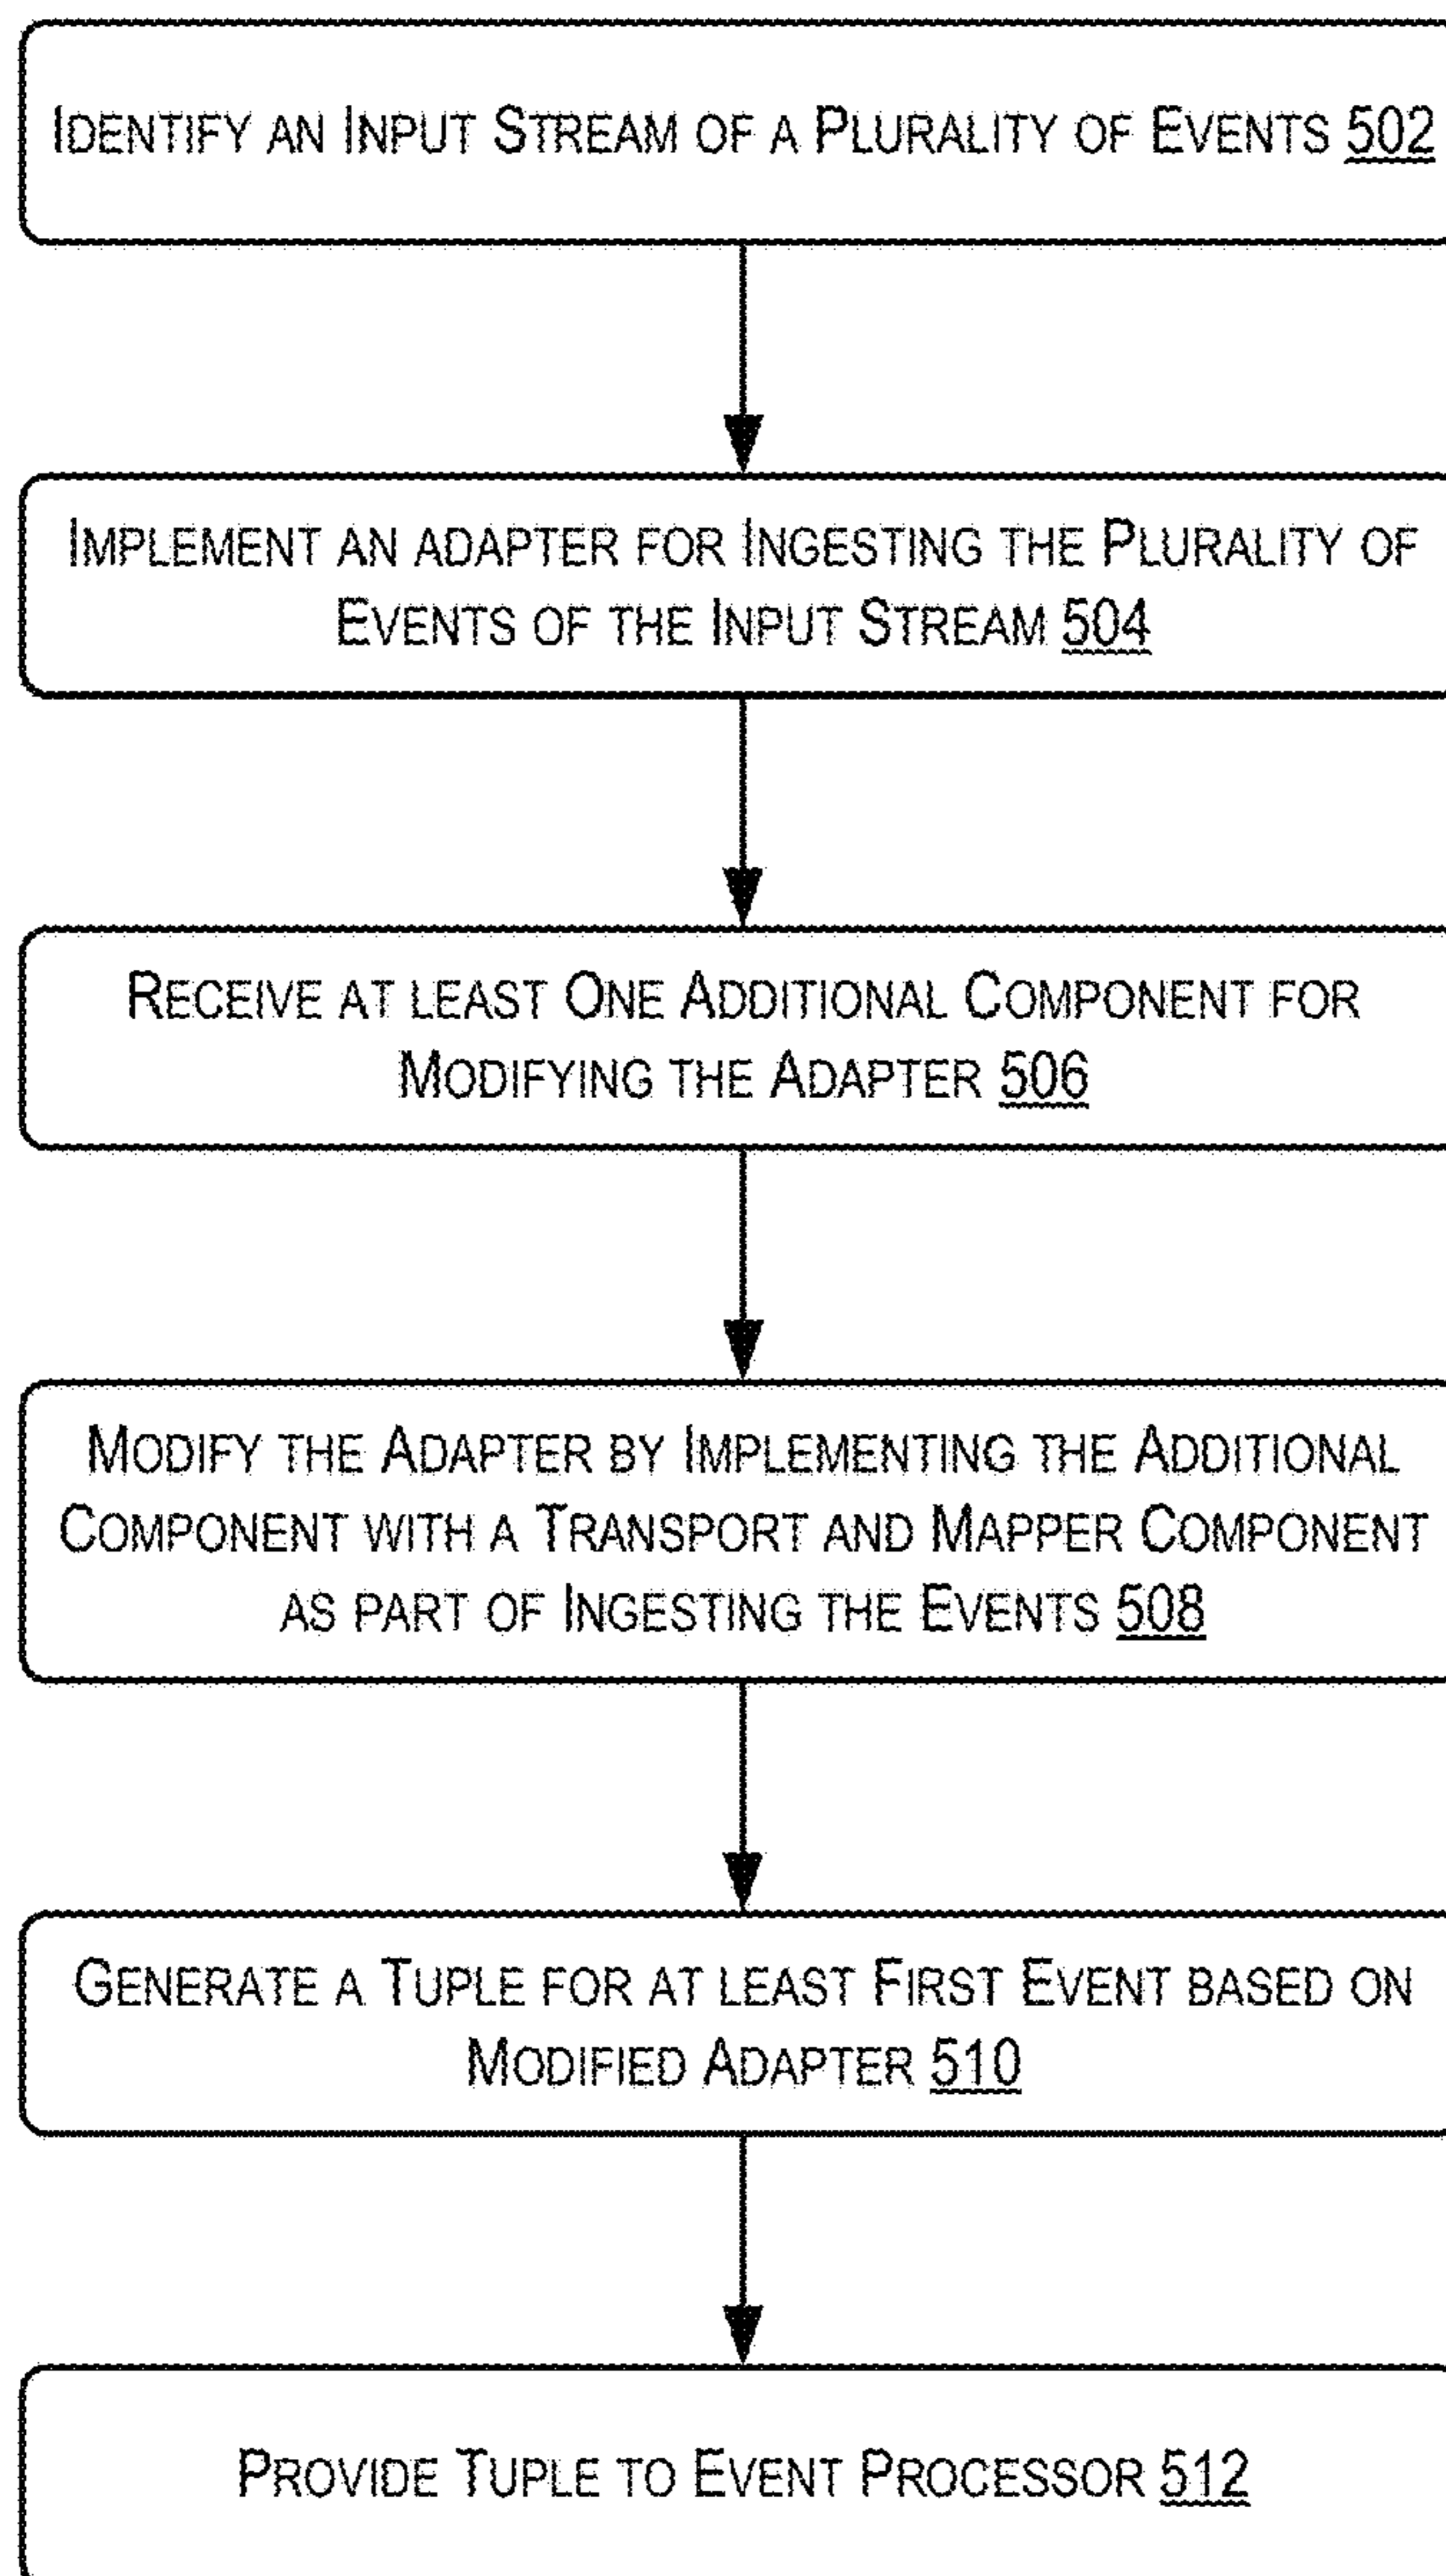 IDENTIFY AN INPUT STREAM OF A PLURALITY OF EVENTS 502
IMPLEMENT AN ADAPTER FOR INGESTING THE PLURALITY OF
EVENTS OF THE INPUT STREAM 504
RECEIVE AT LEAST ONE ADDITIONAL COMPONENT FOR
MODIFYING THE ADAPTER 506
MODIFY THE ADAPTER BY IMPLEMENTING THE ADDITIONAL
COMPONENT WITH A TRANSPORT AND MAPPER COMPONENT
AS PART OF INGESTING THE EVENTS 508
GENERATE A TUPLE FOR AT LEAST FIRST EVENT BASED ON
MODIFIED ADAPTER 510
PROVIDE TUPLE TO EVENT PROCESSOR 512